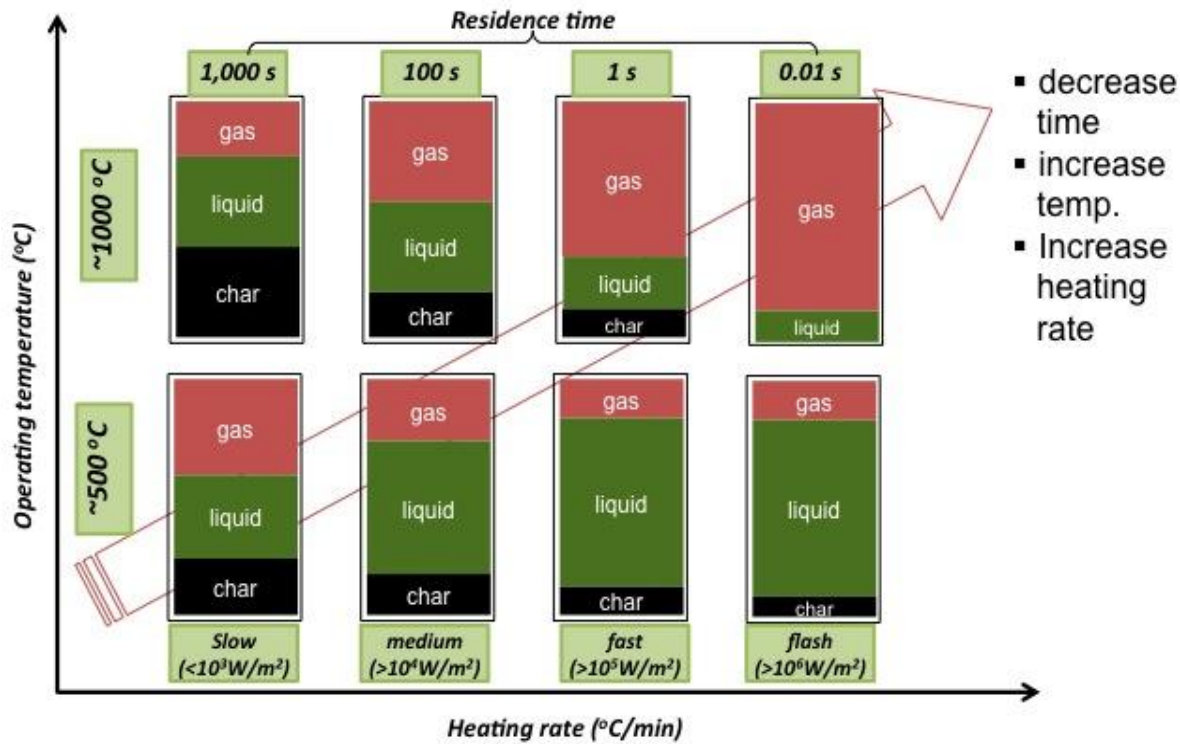 Residence time
1,000 s
100 s
1 s
0.01 s
▪ decrease
time
▪ increase
temp.
▪ Increase
heating
rate
Operating temperature (°C)
~1000 °C
gas
liquid
char
gas
liquid
char
gas
liquid
char
gas
liquid
~500 °C
gas
liquid
char
gas
liquid
char
gas
liquid
char
gas
liquid
char
Slow
(<10³W/m²)
medium
(>10⁴W/m²)
fast
(>10⁵W/m²)
flash
(>10⁶W/m²)
Heating rate (°C/min)